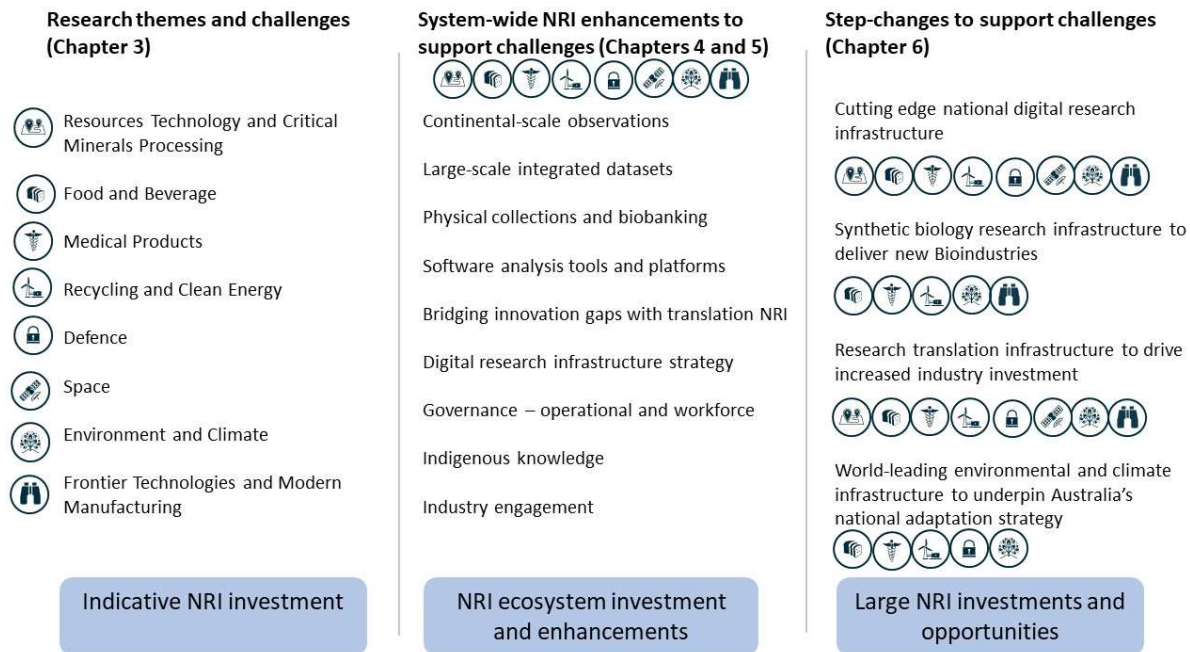 Research themes and challenges
(Chapter 3)
Resources Technology and Critical
Minerals Processing
Food and Beverage
Medical Products
Recycling and Clean Energy
Defence
Space
Environment and Climate
Frontier Technologies and Modern
Manufacturing
Indicative NRI investment
System-wide NRI enhancements to
support challenges (Chapters 4 and 5)
Continental-scale observations
Large-scale integrated datasets
Physical collections and biobanking
Software analysis tools and platforms
Bridging innovation gaps with translation NRI
Digital research infrastructure strategy
Governance – operational and workforce
Indigenous knowledge
Industry engagement
NRI ecosystem investment
and enhancements
Step-changes to support challenges
(Chapter 6)
Cutting edge national digital research
infrastructure
Synthetic biology research infrastructure to
deliver new Bioindustries
Research translation infrastructure to drive
increased industry investment
World-leading environmental and climate
infrastructure to underpin Australia’s
national adaptation strategy
Large NRI investments and
opportunities